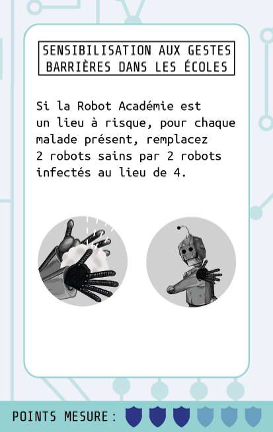 SENSIBILISATION AUX GESTES
BARRIÈRES DANS LES ÉCOLES
Si la Robot Académie est
un lieu à risque, pour chaque
malade présent, remplacez
2 robots sains par 2 robots
infectés au lieu de 4.
POINTS MESURE :